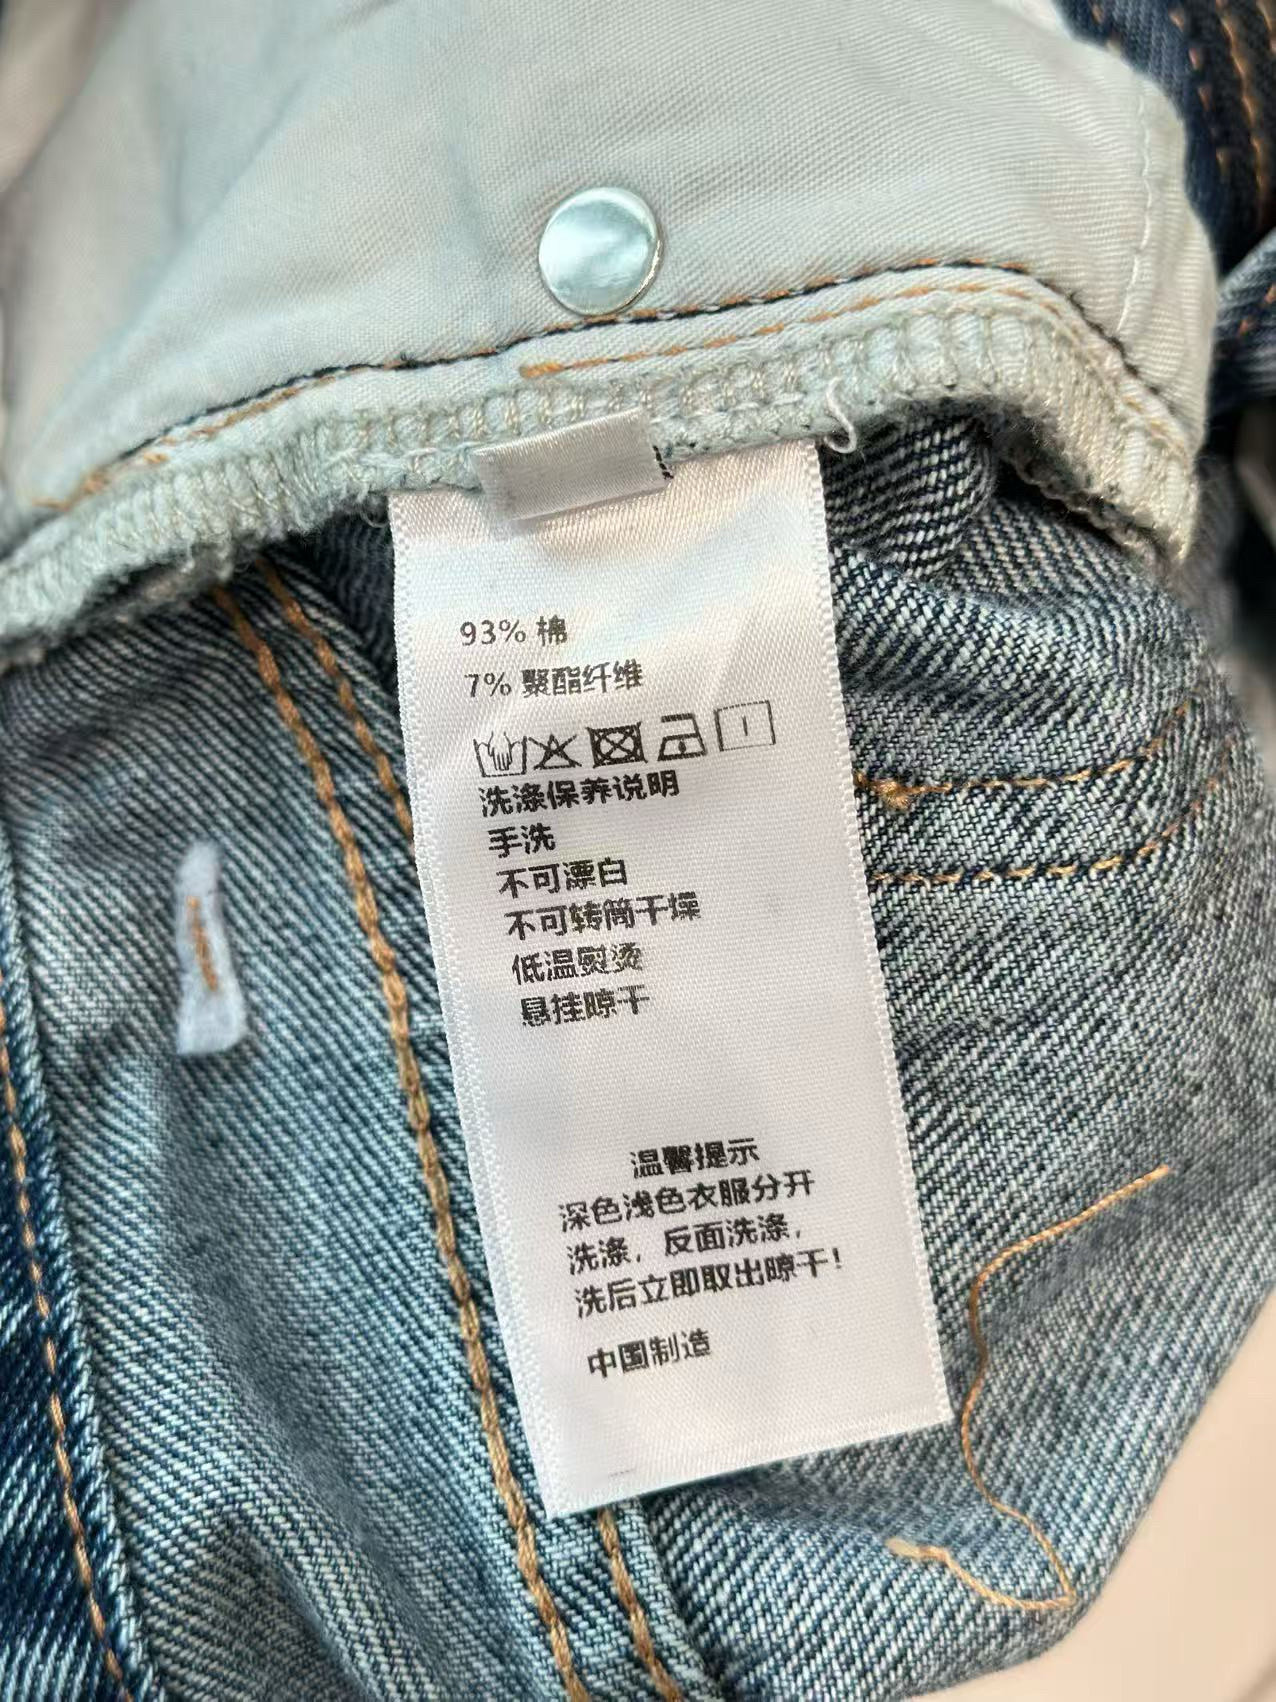 93% 棉
7% 聚酯纤维
洗涤保养说明
手洗
不可漂白
不可转筒干燥
低温熨烫
悬挂晾干
温馨提示
深色浅色衣服分开
洗涤，反面洗涤，
洗后立即取出晾干！
中国制造